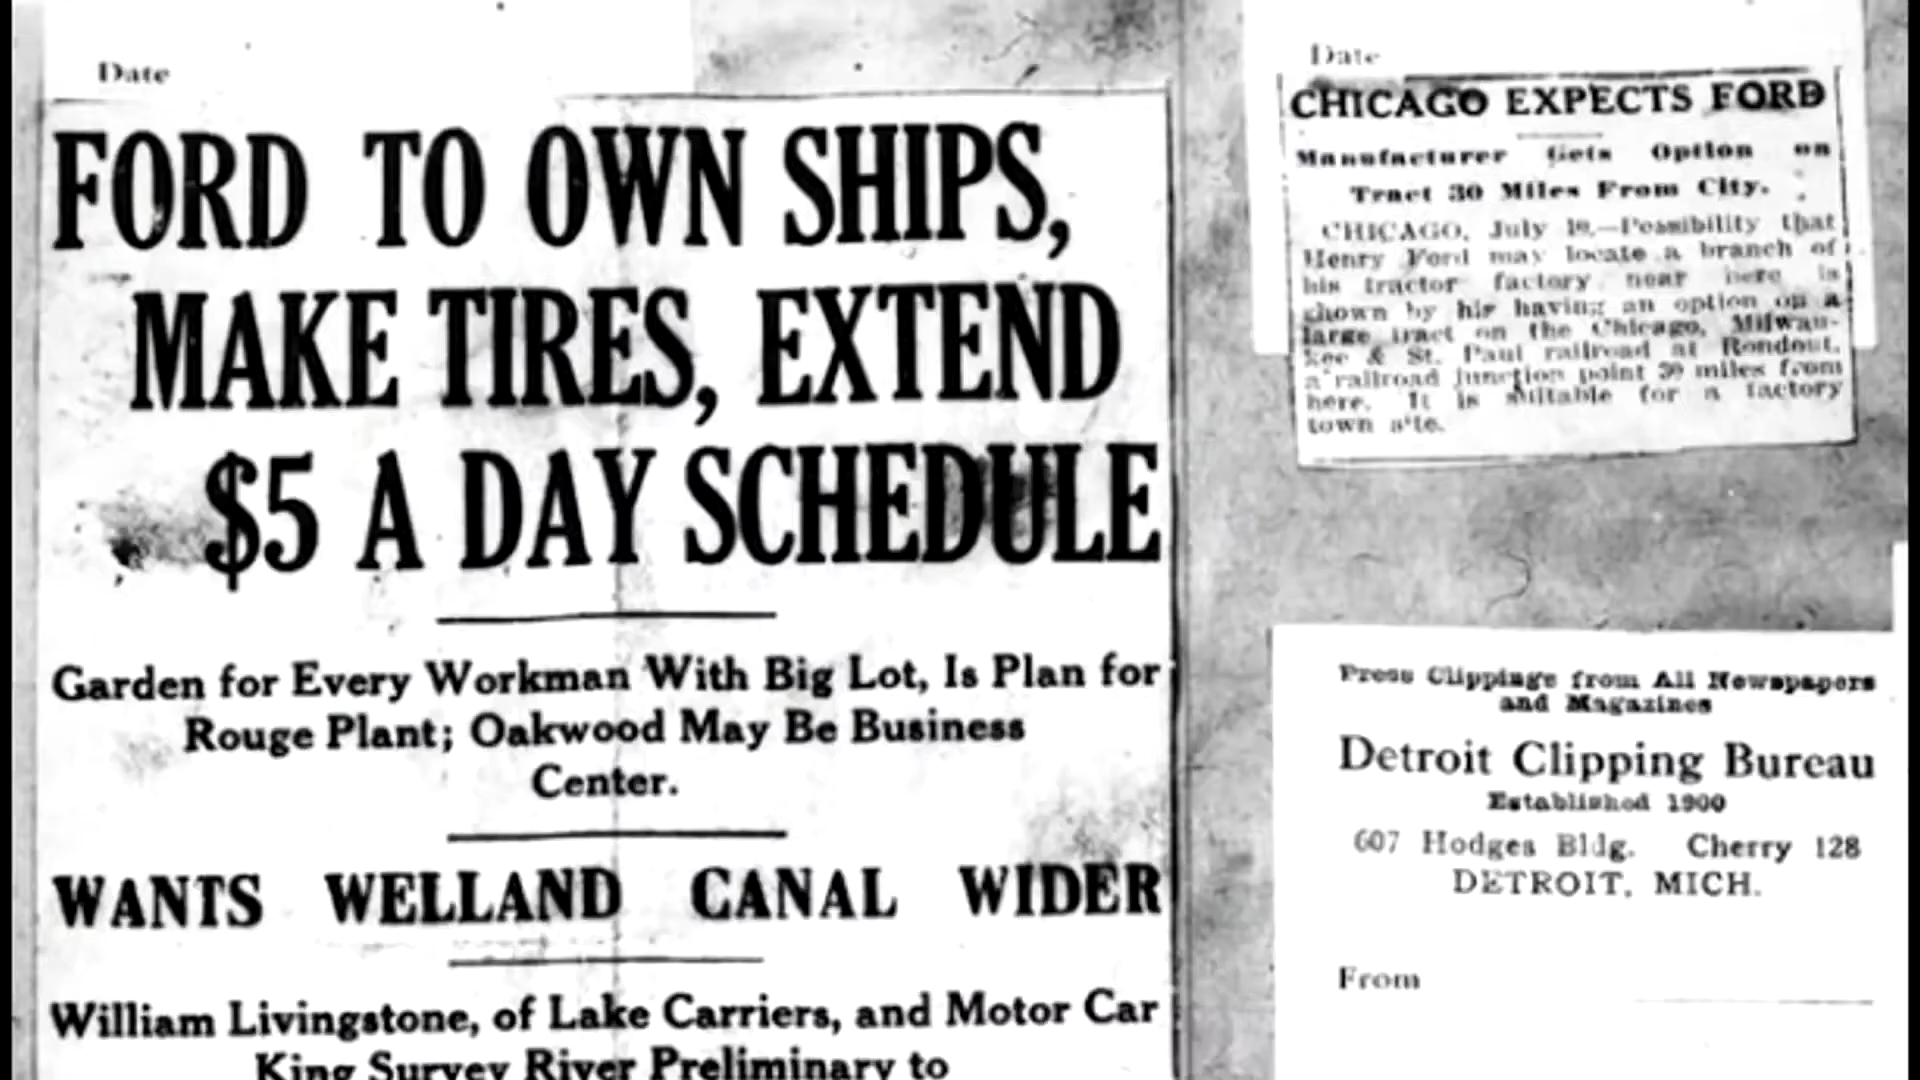 Date
FORD TO OWN SHIPS,
MAKE TIRES, EXTEND
$5 A DAY SCHEDULE
Garden for Every Workman With Big Lot, Is Plan for
Rouge Plant; Oakwood May Be Business
Center.
WANTS WELLAND CANAL WIDER
William Livingstone, of Lake Carriers, and Motor Car
King Survey River Preliminary to
Date
CHICAGO EXPECTS FORD
Manufacturer Gets Option on
Tract 30 Miles From City.
CHICAGO, July —Possibility that
Henry Ford may locate a branch of
his tractor factory near here is
shown by his having an option on a
large tract on the Chicago, Milwau-
kee & St. Paul railroad at Rondout,
a railroad junction point 30 miles from
here. It is suitable for a factory
town site.
Press Clippings from All Newspapers
and Magazines
Detroit Clipping Bureau
Established 1900
607 Hodges Bldg. Cherry 128
DETROIT, MICH.
From